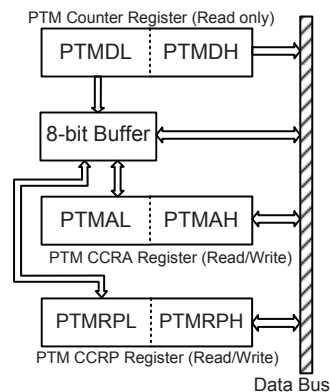 PTM Counter Register (Read only)
PTMDL PTMDH
8-bit Buffer
PTMAL PTMAH
PTM CCRA Register (Read/Write)
PTMRPL PTMRPH
PTM CCRP Register (Read/Write)
Data Bus